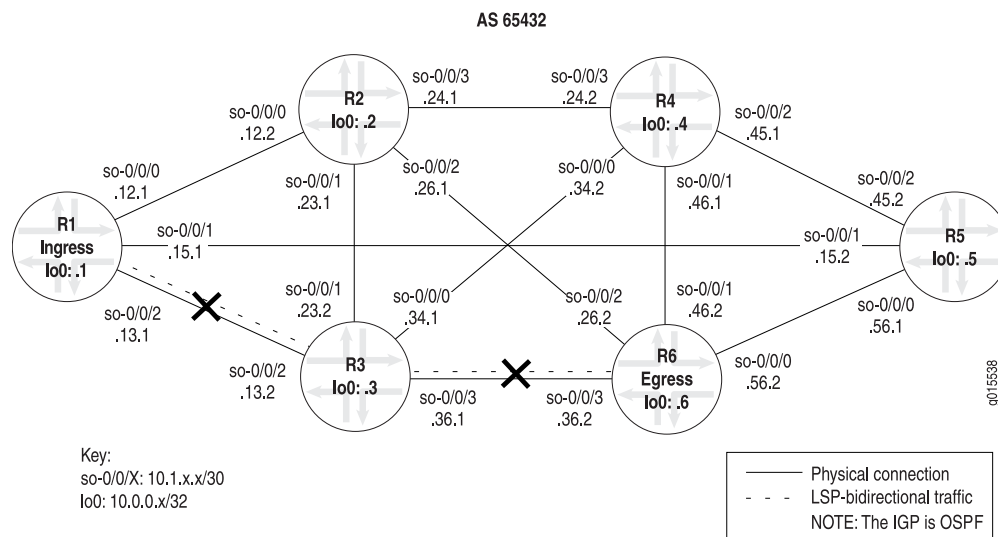 AS 65432
R2
lo0: .2
so-0/0/3
.24.1
so-0/0/3
.24.2
R4
lo0: .4
so-0/0/0
.12.2
so-0/0/2
.45.1
so-0/0/0
.12.1
so-0/0/1
.23.1
so-0/0/2
.26.1
so-0/0/0
.34.2
so-0/0/1
.46.1
so-0/0/2
.45.2
R1
Ingress
lo0: .1
so-0/0/1
.15.1
so-0/0/1
.15.2
R5
lo0: .5
so-0/0/2
.13.1
so-0/0/1
.23.2
so-0/0/0
.34.1
so-0/0/2
.26.2
so-0/0/1
.46.2
so-0/0/0
.56.1
so-0/0/2
.13.2
R3
lo0: .3
R6
Egress
lo0: .6
so-0/0/0
.56.2
so-0/0/3
.36.1
so-0/0/3
.36.2
g015538
Key:
so-0/0/X: 10.1.x.x/30
lo0: 10.0.0.x/32
Physical connection
LSP-bidirectional traffic
NOTE: The IGP is OSPF